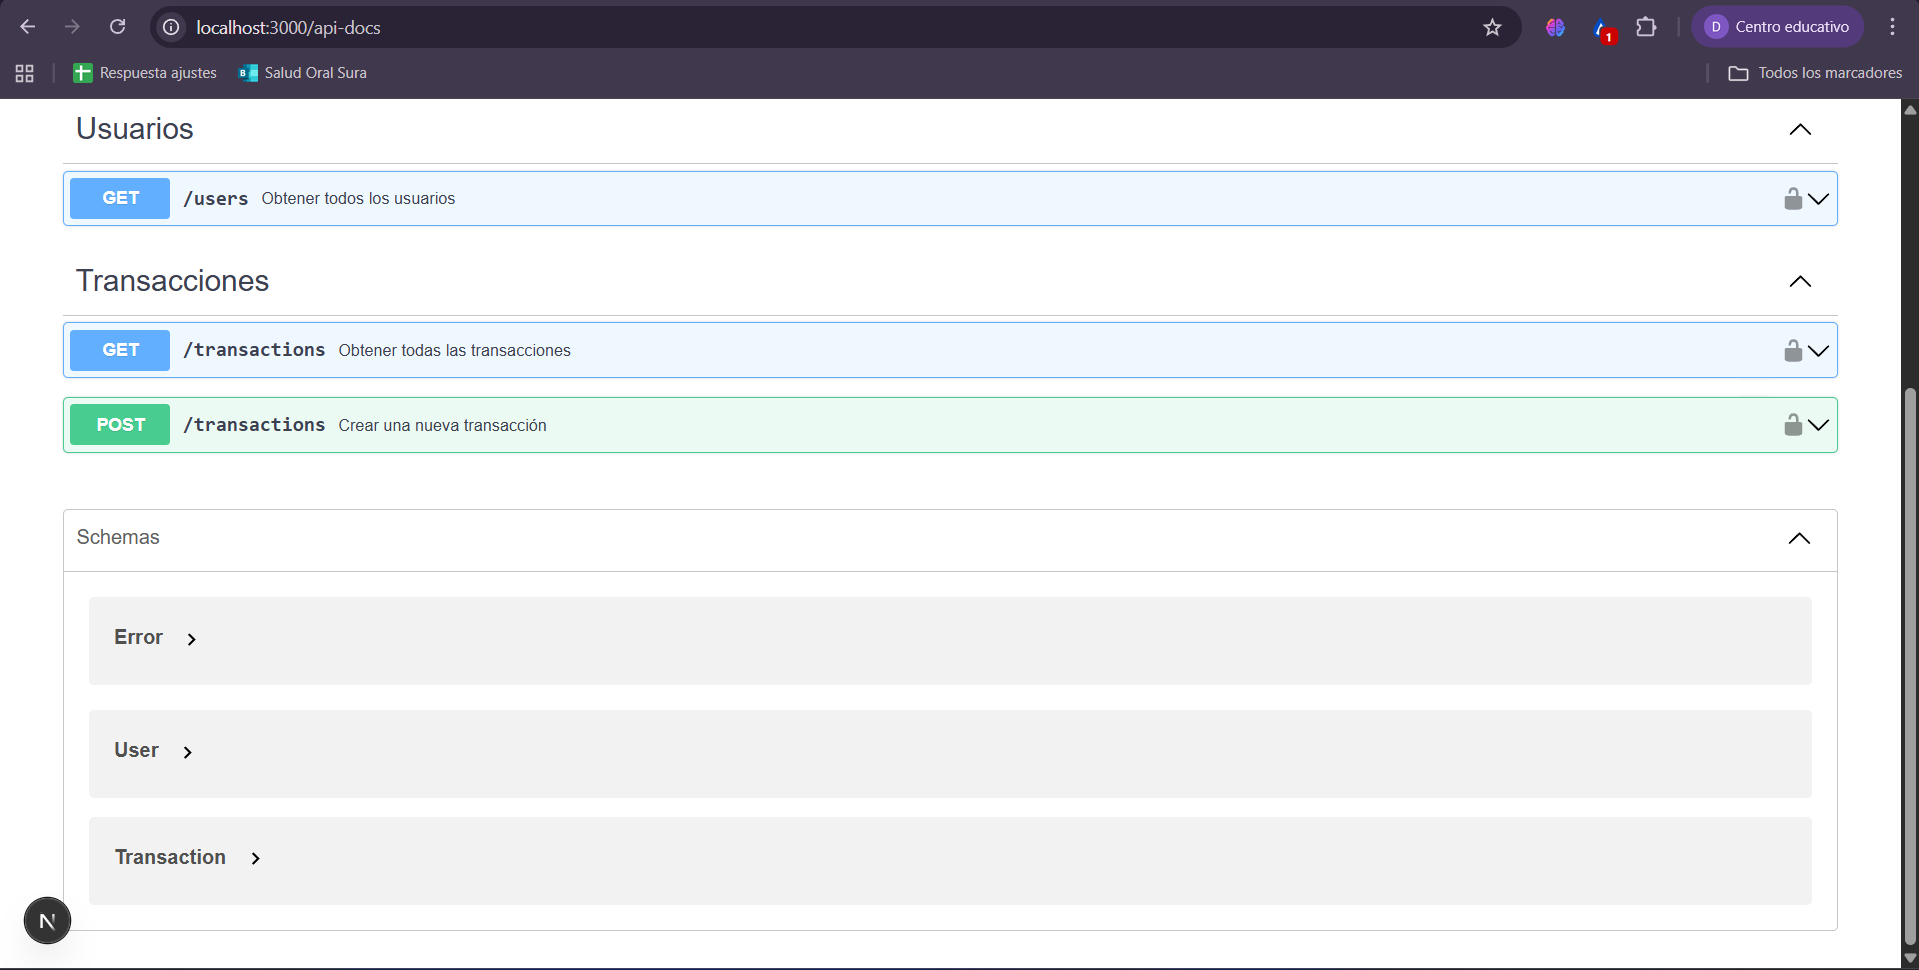 localhost:3000/api-docs
1
D Centro educativo
Respuesta ajustes
B Salud Oral Sura
Todos los marcadores
Usuarios
GET /users Obtener todos los usuarios
Transacciones
GET /transactions Obtener todas las transacciones
POST /transactions Crear una nueva transacción
Schemas
Error
User
Transaction
N